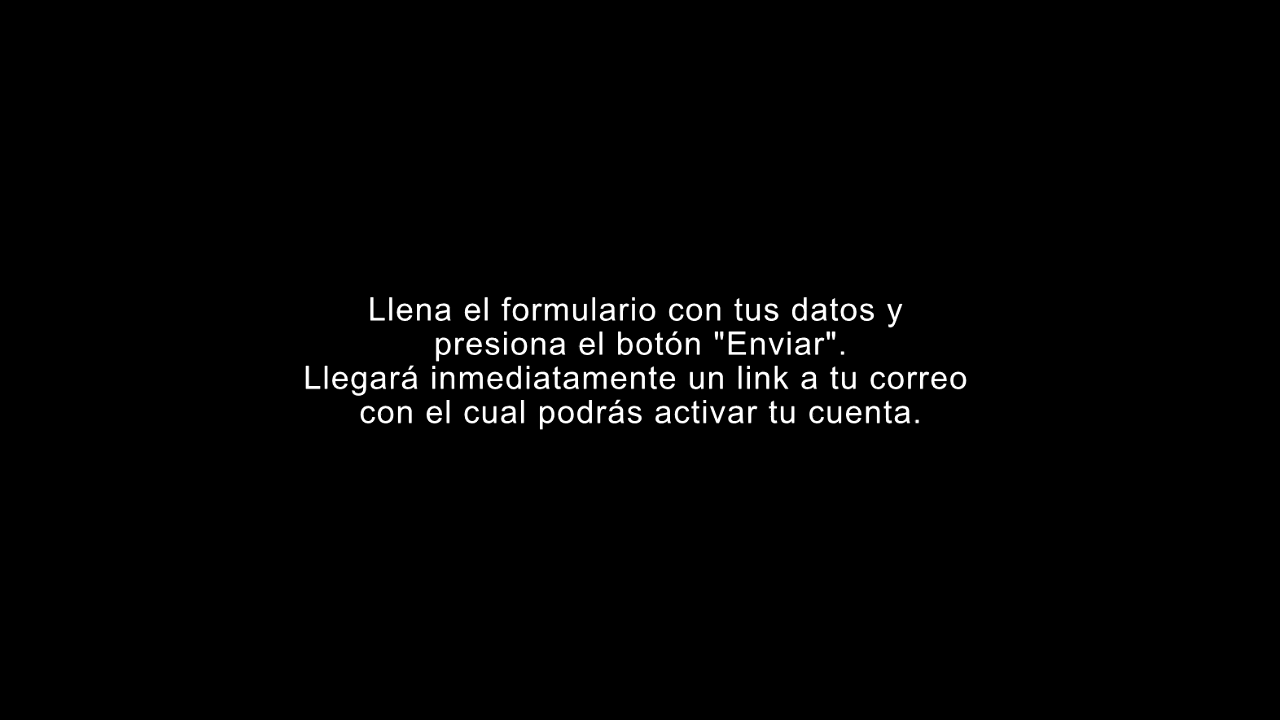 Llena el formulario con tus datos y
presiona el botón "Enviar".
Llegará inmediatamente un link a tu correo
con el cual podrás activar tu cuenta.